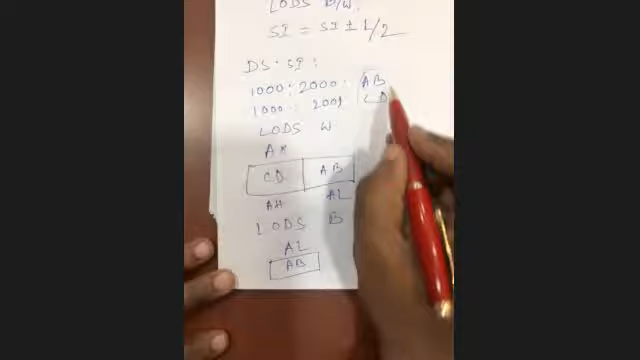 LODS B/W.
SI = SI ± 1/2
DS : SI :
1000 : 2000 : AB
1000 : 2001 CD
LODS W
AX
CD AB
AH AL
LODS B
AL
AB